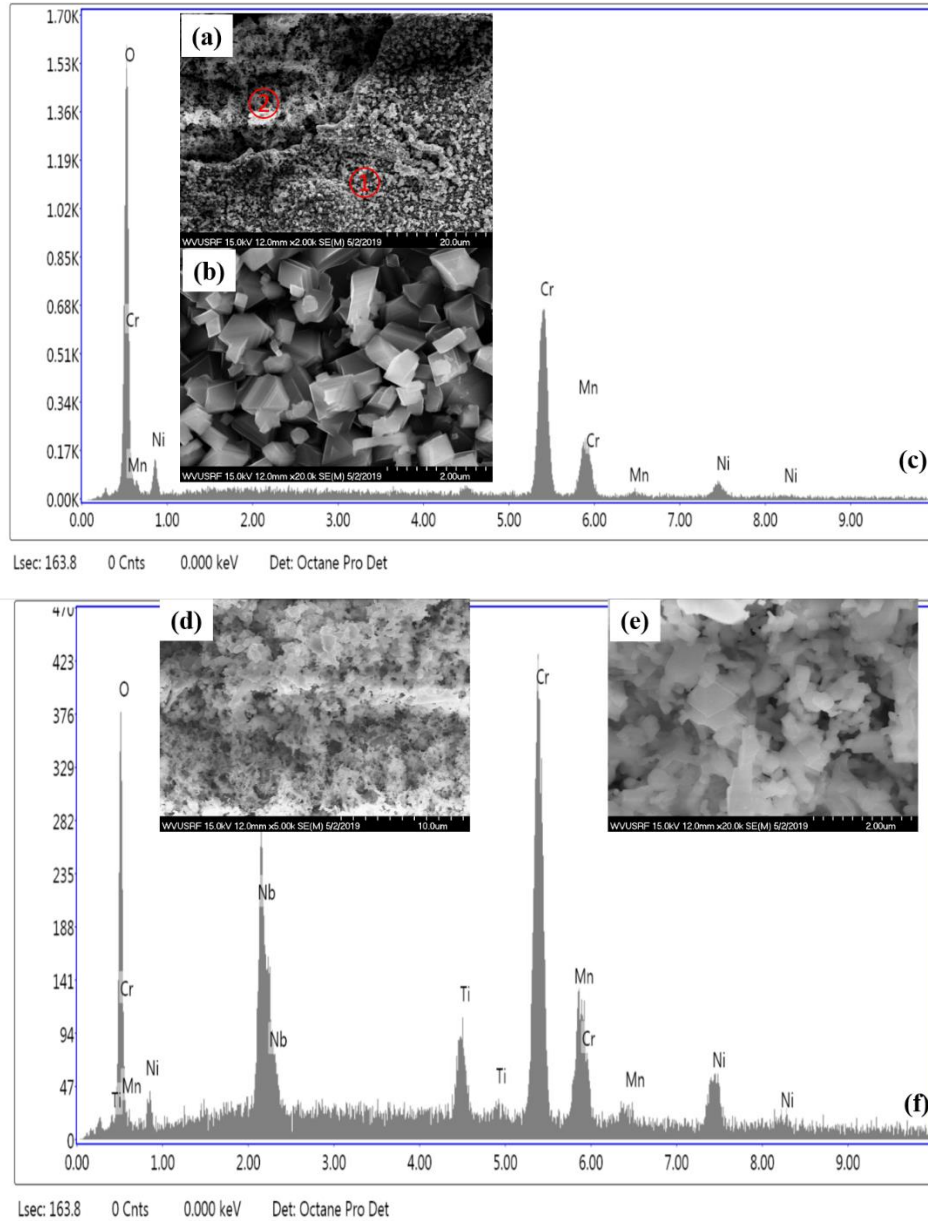 1.70K
1.53K
1.36K
1.19K
1.02K
0.85K
0.68K
0.51K
0.34K
0.17K
0.00K
O
Cr
Mn
Ni
(a)
②
①
WVUSRF 15.0kV 12.0mm x2.00k SE(M) 5/2/2019 20.0um
(b)
WVUSRF 15.0kV 12.0mm x20.0k SE(M) 5/2/2019 2.00um
Cr
Mn
Cr
Mn
Ni
Ni
(c)
0.00 1.00 2.00 3.00 4.00 5.00 6.00 7.00 8.00 9.00
Lsec: 163.8 0 Cnts 0.000 keV Det: Octane Pro Det
470
423
376
329
282
235
188
141
94
47
0
O
Cr
Ti
Mn
Ni
(d)
WVUSRF 15.0kV 12.0mm x5.00k SE(M) 5/2/2019 10.0um
(e)
WVUSRF 15.0kV 12.0mm x20.0k SE(M) 5/2/2019 2.00um
Nb
Nb
Ti
Ti
Cr
Mn
Cr
Mn
Ni
Ni
(f)
0.00 1.00 2.00 3.00 4.00 5.00 6.00 7.00 8.00 9.00
Lsec: 163.8 0 Cnts 0.000 keV Det: Octane Pro Det